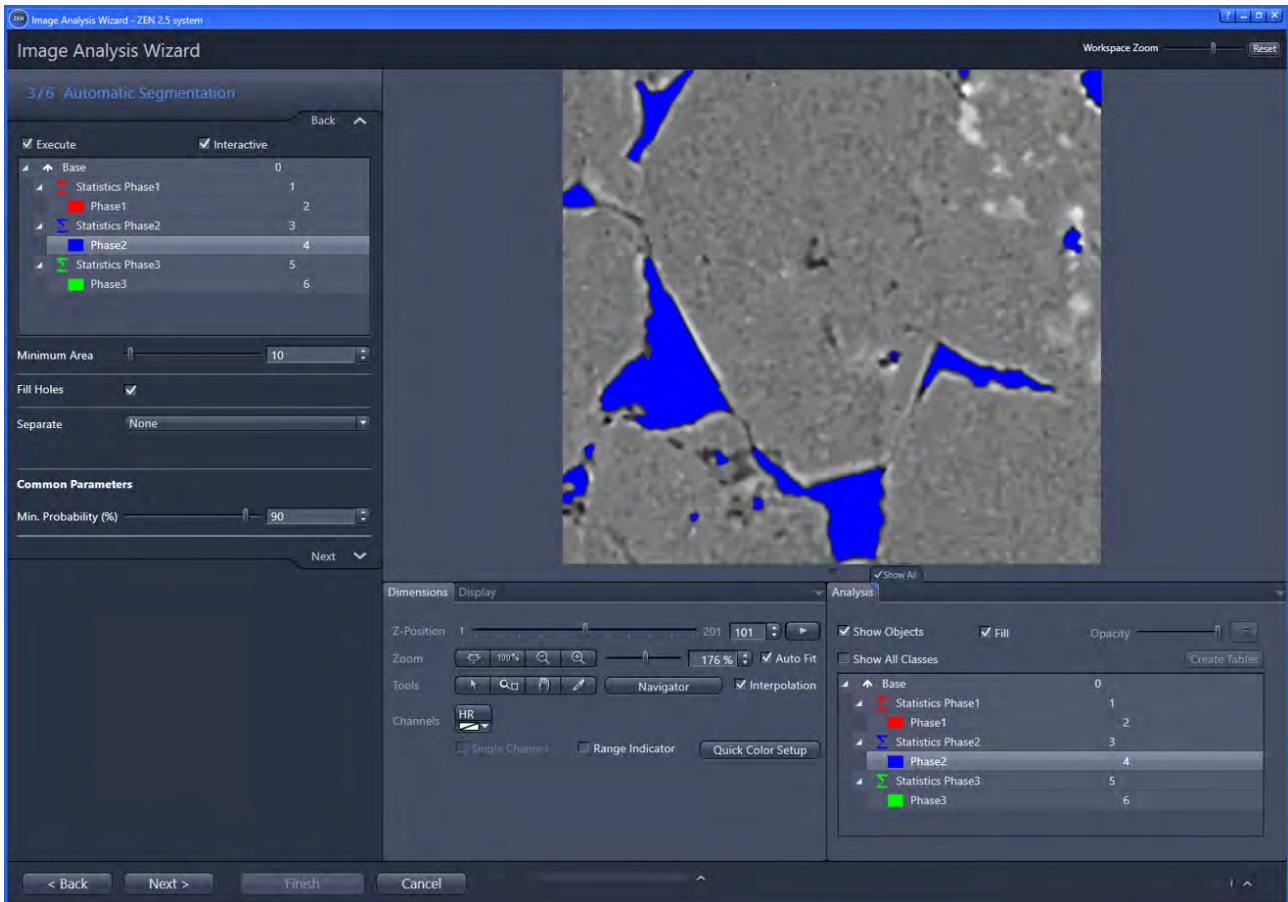 ZEN Image Analysis Wizard - ZEN 2.5 system
Image Analysis Wizard
Workspace Zoom Reset
3/6 Automatic Segmentation
Back
Execute Interactive
Base 0
Statistics Phase1 1
Phase1 2
Statistics Phase2 3
Phase2 4
Statistics Phase3 5
Phase3 6
Minimum Area 10
Fill Holes
Separate None
Common Parameters
Min. Probability (%) 90
Next
Show All
Dimensions Display
Z-Position 1 201 101
Zoom 100% 176 % Auto Fit
Tools Navigator Interpolation
Channels HR
Single Channel Range Indicator Quick Color Setup
Analysis
Show Objects Fill Opacity
Show All Classes Create Tables
Base 0
Statistics Phase1 1
Phase1 2
Statistics Phase2 3
Phase2 4
Statistics Phase3 5
Phase3 6
< Back Next > Finish Cancel
i